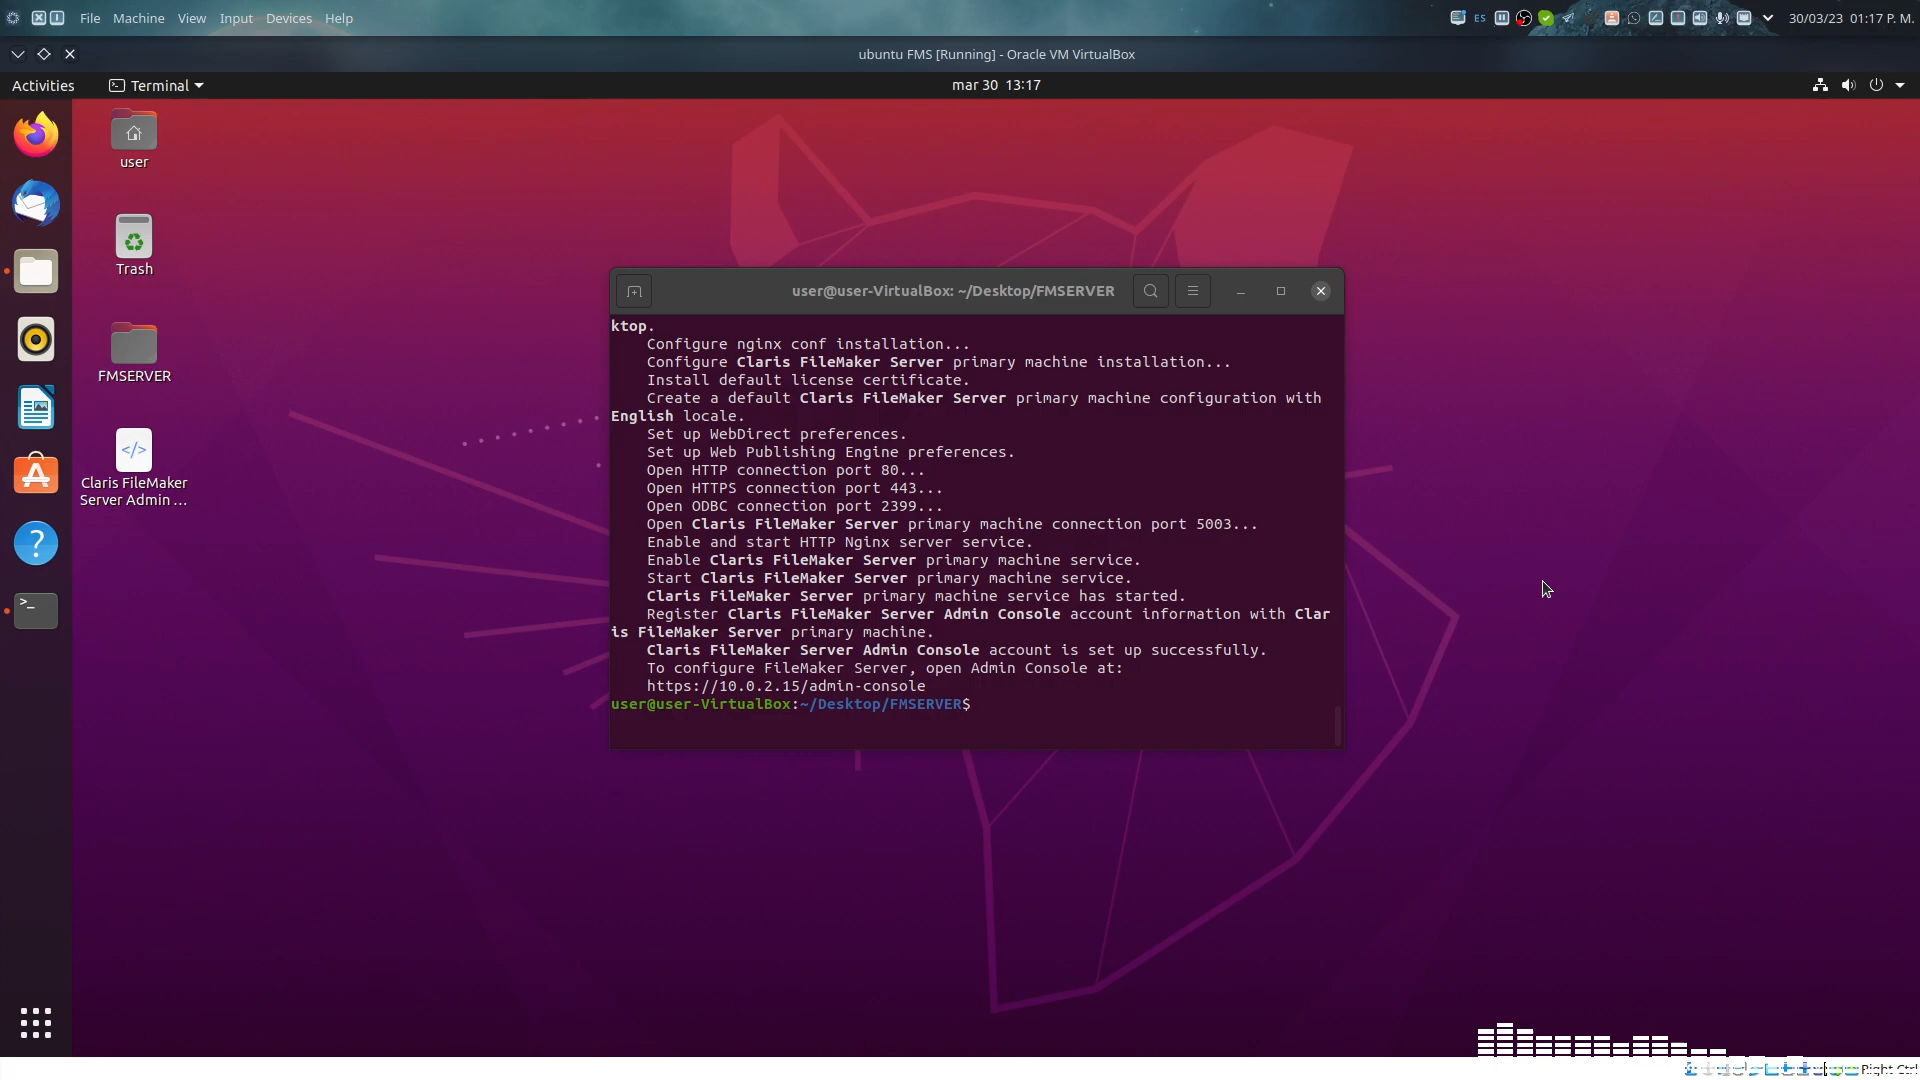 File Machine View Input Devices Help
ES
30/03/23 01:17 P. M.
ubuntu FMS [Running] - Oracle VM VirtualBox
Activities
Terminal
mar 30 13:17
user
Trash
FMSERVER
Claris FileMaker
Server Admin ...
user@user-VirtualBox: ~/Desktop/FMSERVER
ktop.
Configure nginx conf installation...
Configure Claris FileMaker Server primary machine installation...
Install default license certificate.
Create a default Claris FileMaker Server primary machine configuration with
English locale.
Set up WebDirect preferences.
Set up Web Publishing Engine preferences.
Open HTTP connection port 80...
Open HTTPS connection port 443...
Open ODBC connection port 2399...
Open Claris FileMaker Server primary machine connection port 5003...
Enable and start HTTP Nginx server service.
Enable Claris FileMaker Server primary machine service.
Start Claris FileMaker Server primary machine service.
Claris FileMaker Server primary machine service has started.
Register Claris FileMaker Server Admin Console account information with Clar
is FileMaker Server primary machine.
Claris FileMaker Server Admin Console account is set up successfully.
To configure FileMaker Server, open Admin Console at:
https://10.0.2.15/admin-console
user@user-VirtualBox:~/Desktop/FMSERVER$
Right Ctrl